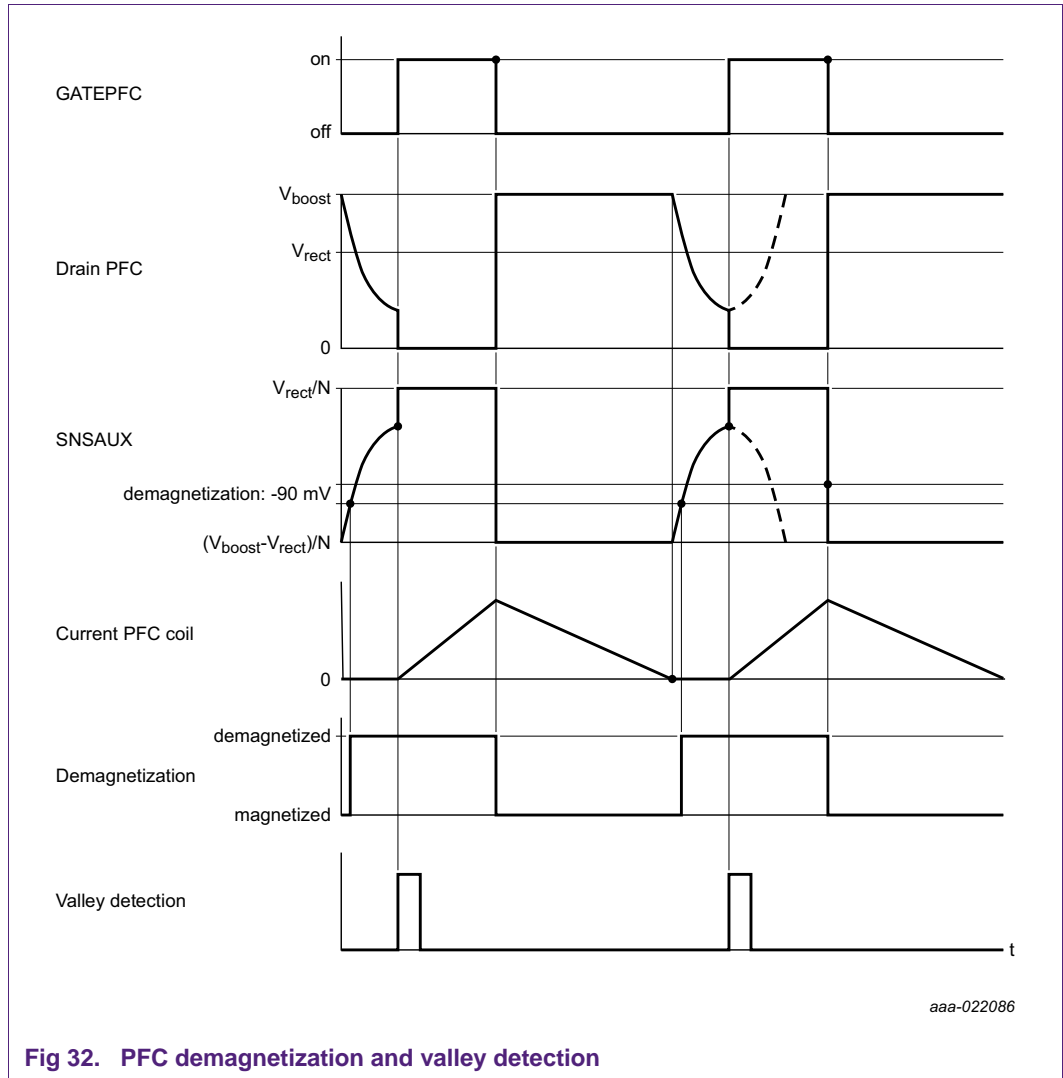 on
GATEPFC
off
Vboost
Vrect
Drain PFC
0
Vrect/N
SNSAUX
demagnetization: -90 mV
(Vboost-Vrect)/N
Current PFC coil
0
demagnetized
Demagnetization
magnetized
Valley detection
t
aaa-022086
Fig 32. PFC demagnetization and valley detection